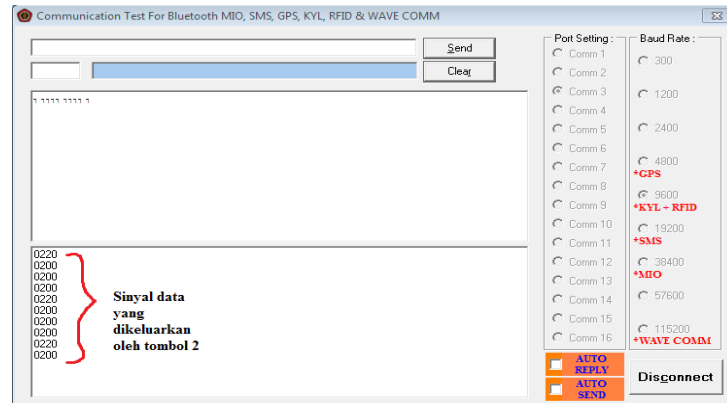 Communication Test For Bluetooth MIO, SMS, GPS, KYL, RFID & WAVE COMM
Send
Clear
0220
0200
0200
0200
0220
0200
0200
0200
0220
0200
Sinyal data
yang
dikeluarkan
oleh tombol 2
Port Setting :
Comm 1
Comm 2
Comm 3
Comm 4
Comm 5
Comm 6
Comm 7
Comm 8
Comm 9
Comm 10
Comm 11
Comm 12
Comm 13
Comm 14
Comm 15
Comm 16
Baud Rate :
300
1200
2400
4800
*GPS
9600
*KYL + RFID
19200
*SMS
38400
*MIO
57600
115200
*WAVE COMM
AUTO
REPLY
AUTO
SEND
Disconnect